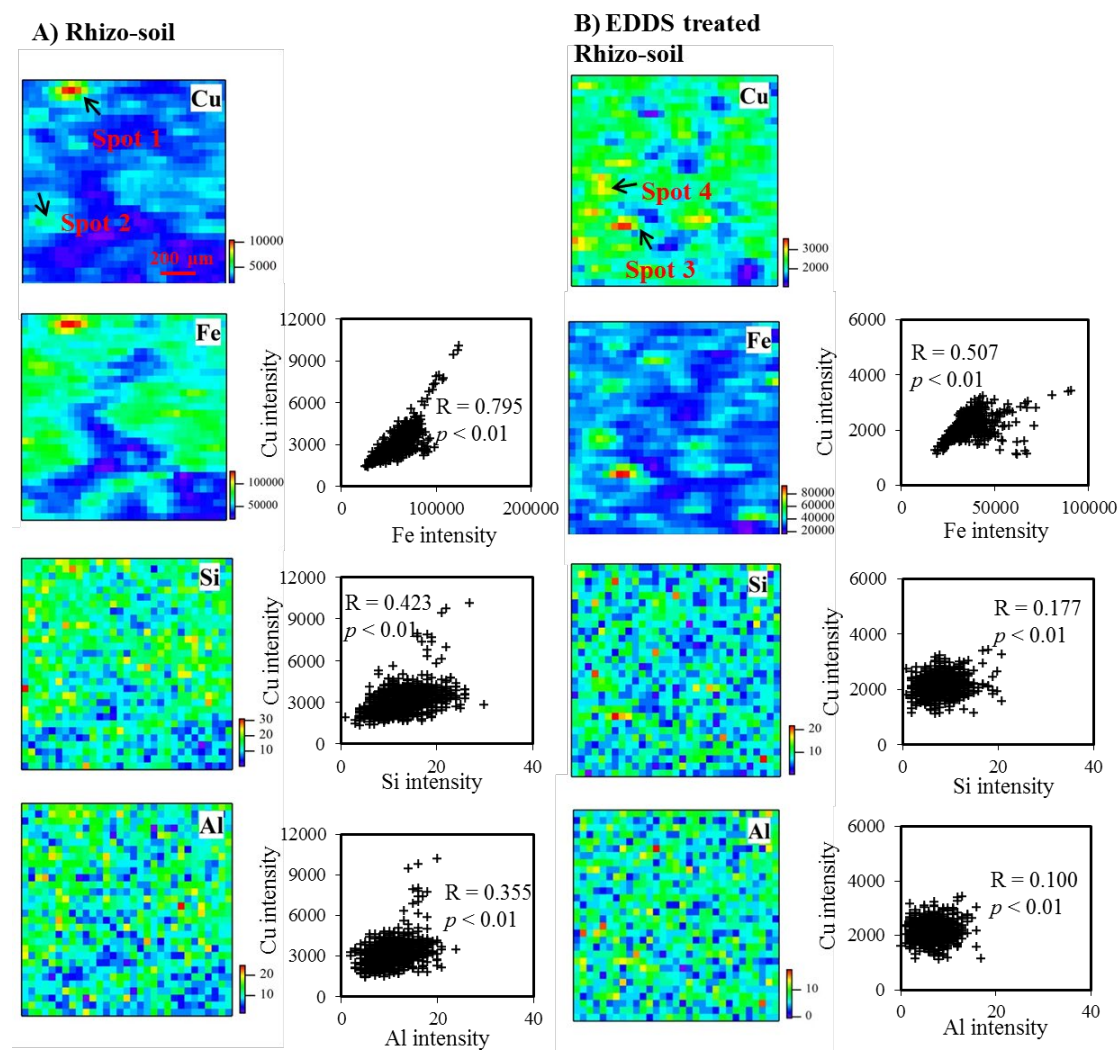 A) Rhizo-soil
Cu
Spot 1
Spot 2
200 µm
10000
5000
Fe
100000
50000
12000
9000
6000
3000
0
Cu intensity
R = 0.795
p < 0.01
0
100000
200000
Fe intensity
Si
30
20
10
12000
9000
6000
3000
0
Cu intensity
R = 0.423
p < 0.01
0
20
40
Si intensity
Al
20
10
12000
9000
6000
3000
0
Cu intensity
R = 0.355
p < 0.01
0
20
40
Al intensity
B) EDDS treated
Rhizo-soil
Cu
Spot 4
Spot 3
3000
2000
Fe
80000
60000
40000
20000
6000
4000
2000
0
Cu intensity
R = 0.507
p < 0.01
0
50000
100000
Fe intensity
Si
20
10
6000
4000
2000
0
Cu intensity
R = 0.177
p < 0.01
0
20
40
Si intensity
Al
10
0
6000
4000
2000
0
Cu intensity
R = 0.100
p < 0.01
0
20
40
Al intensity